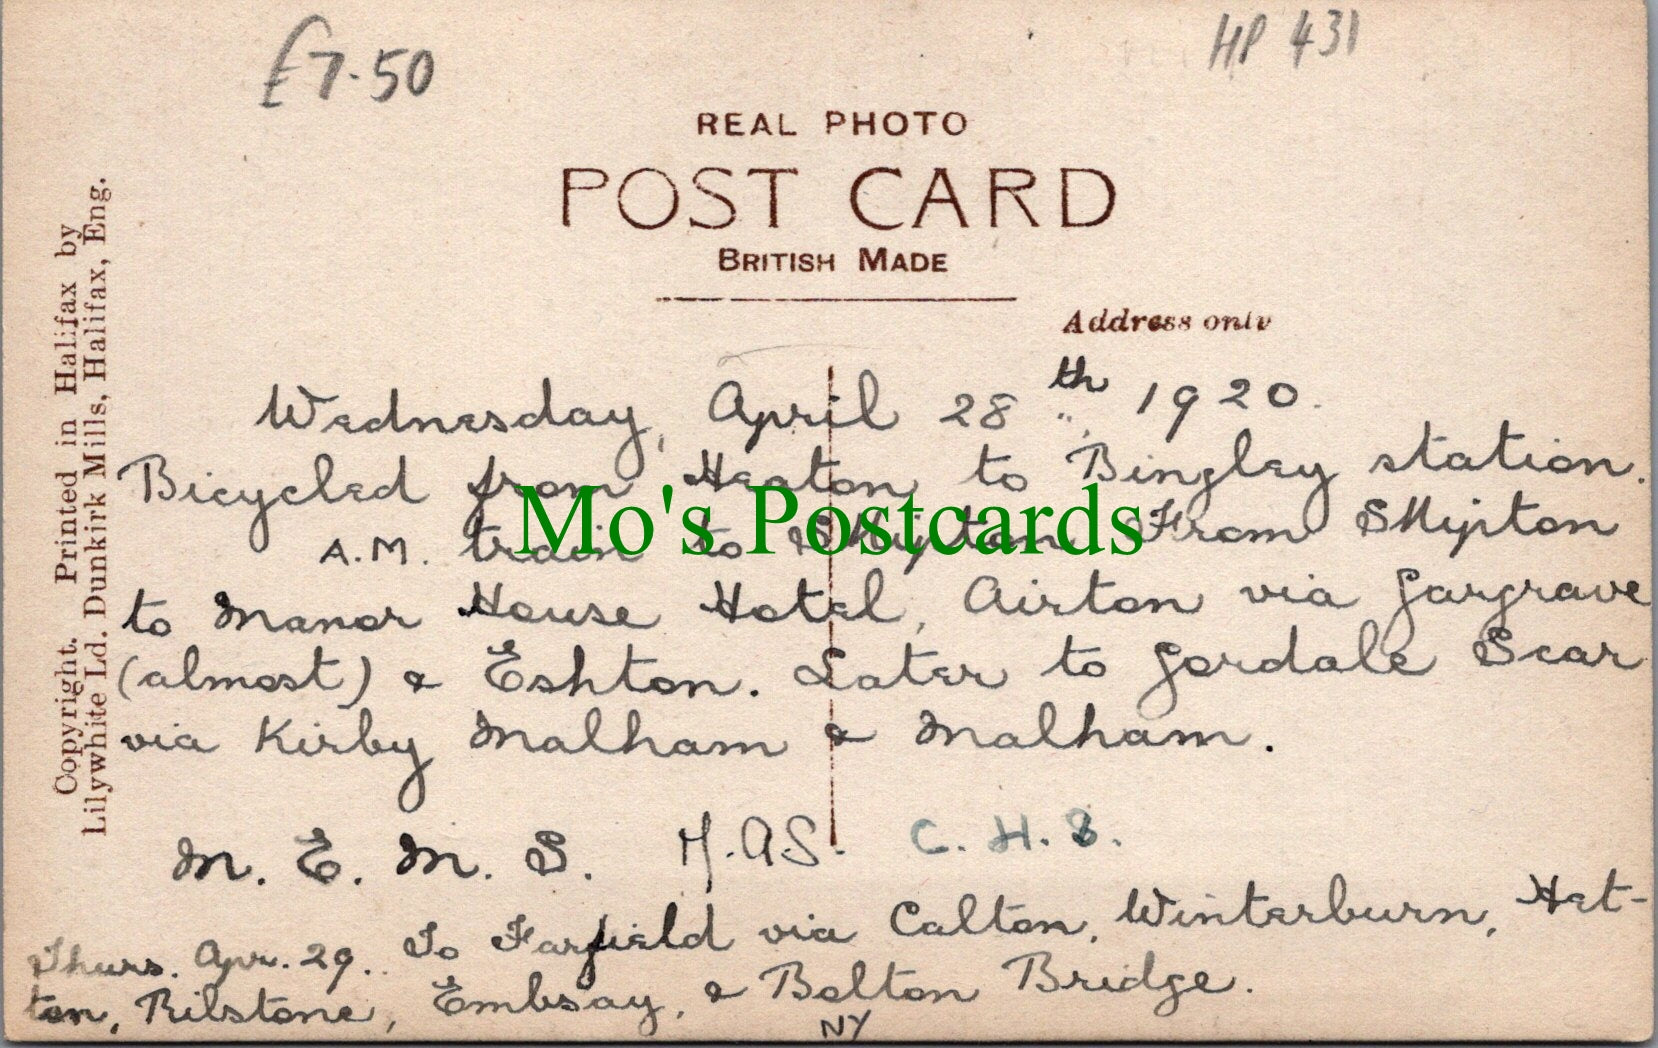 £7.50
HP 431
REAL PHOTO
POST CARD
BRITISH MADE
Address only
Copyright. Printed in Halifax by
Lilywhite Ld. Dunkirk Mills, Halifax, Eng.
Wednesday, April 28th, 1920.
Bicycled from Heaton to Bingley station.
A.M. train to Skipton. From Skipton
to Manor House Hotel, Airton via Gargrave
(almost) & Eshton. Later to Gordale Scar
via Kirby Malham & Malham.
Mo's Postcards
M. E. M. S. H.A.S. C. H. S.
Thurs. Apr. 29. To Farfield via Calton, Winterburn, Het-
ton, Rilstone, Embsay, & Bolton Bridge.
NY